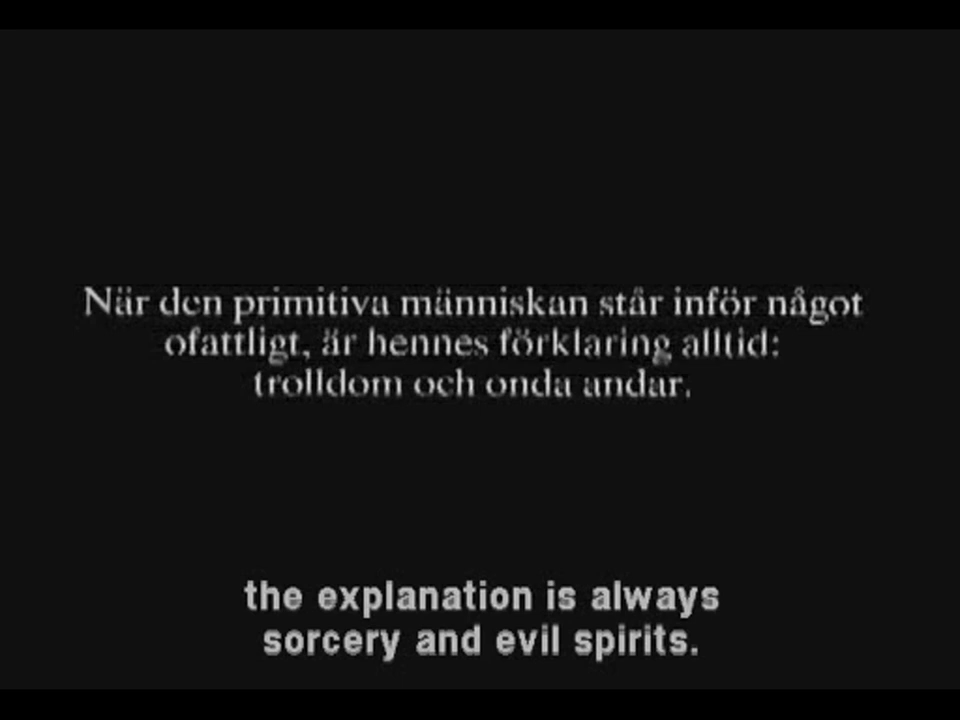 När den primitiva människan står inför något
ofattligt, är hennes förklaring alltid:
trolldom och onda andar.
the explanation is always
sorcery and evil spirits.